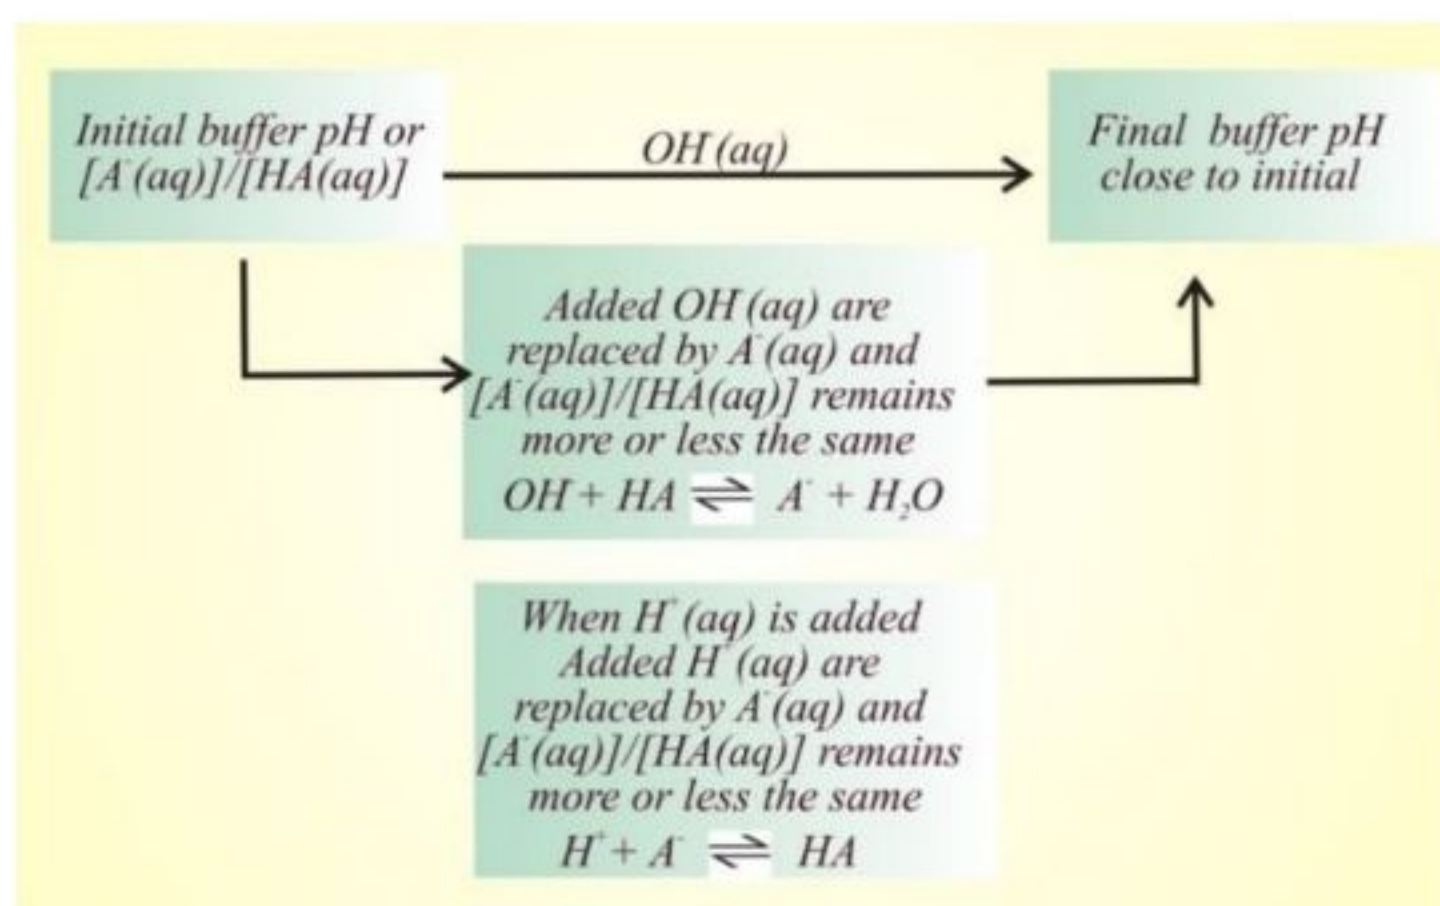 Initial buffer pH or
[A⁻(aq)]/[HA(aq)]
OH⁻(aq)
Final buffer pH
close to initial
Added OH⁻(aq) are
replaced by A⁻(aq) and
[A⁻(aq)]/[HA(aq)] remains
more or less the same
OH⁻ + HA ⇌ A⁻ + H₂O
When H⁺(aq) is added
Added H⁺(aq) are
replaced by A⁻(aq) and
[A⁻(aq)]/[HA(aq)] remains
more or less the same
H⁺ + A⁻ ⇌ HA